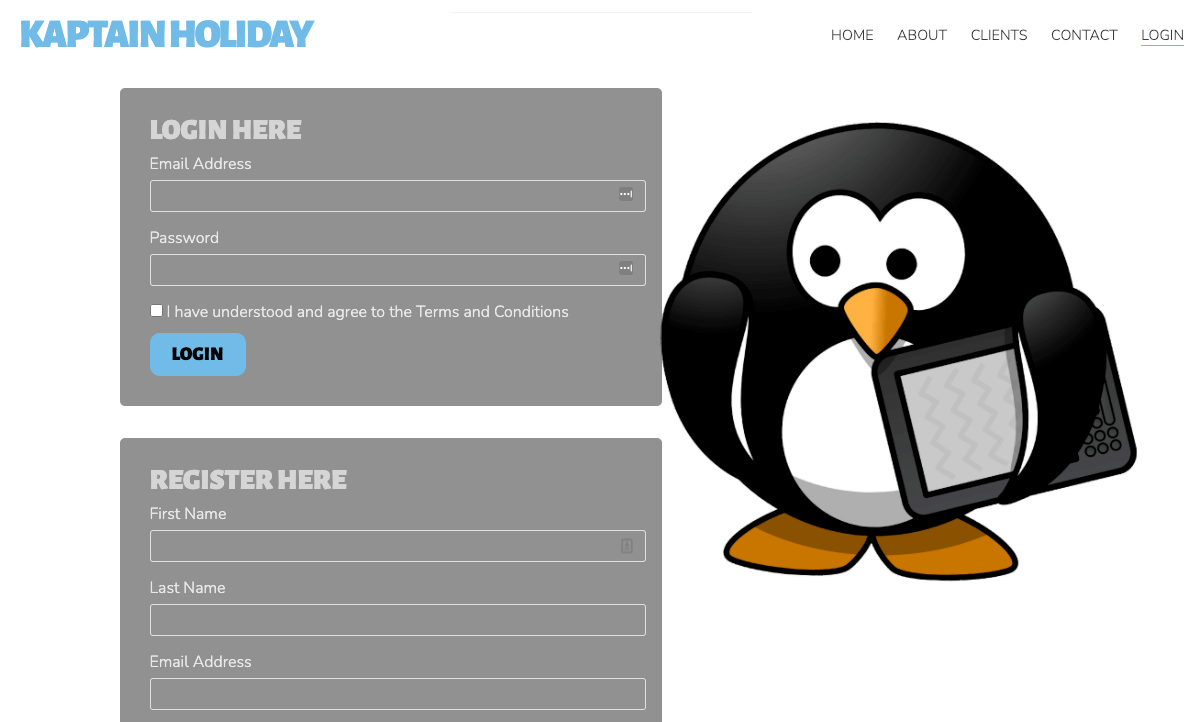 KAPTAIN HOLIDAY
HOME ABOUT CLIENTS CONTACT LOGIN
LOGIN HERE
Email Address
Password
I have understood and agree to the Terms and Conditions
LOGIN
REGISTER HERE
First Name
Last Name
Email Address